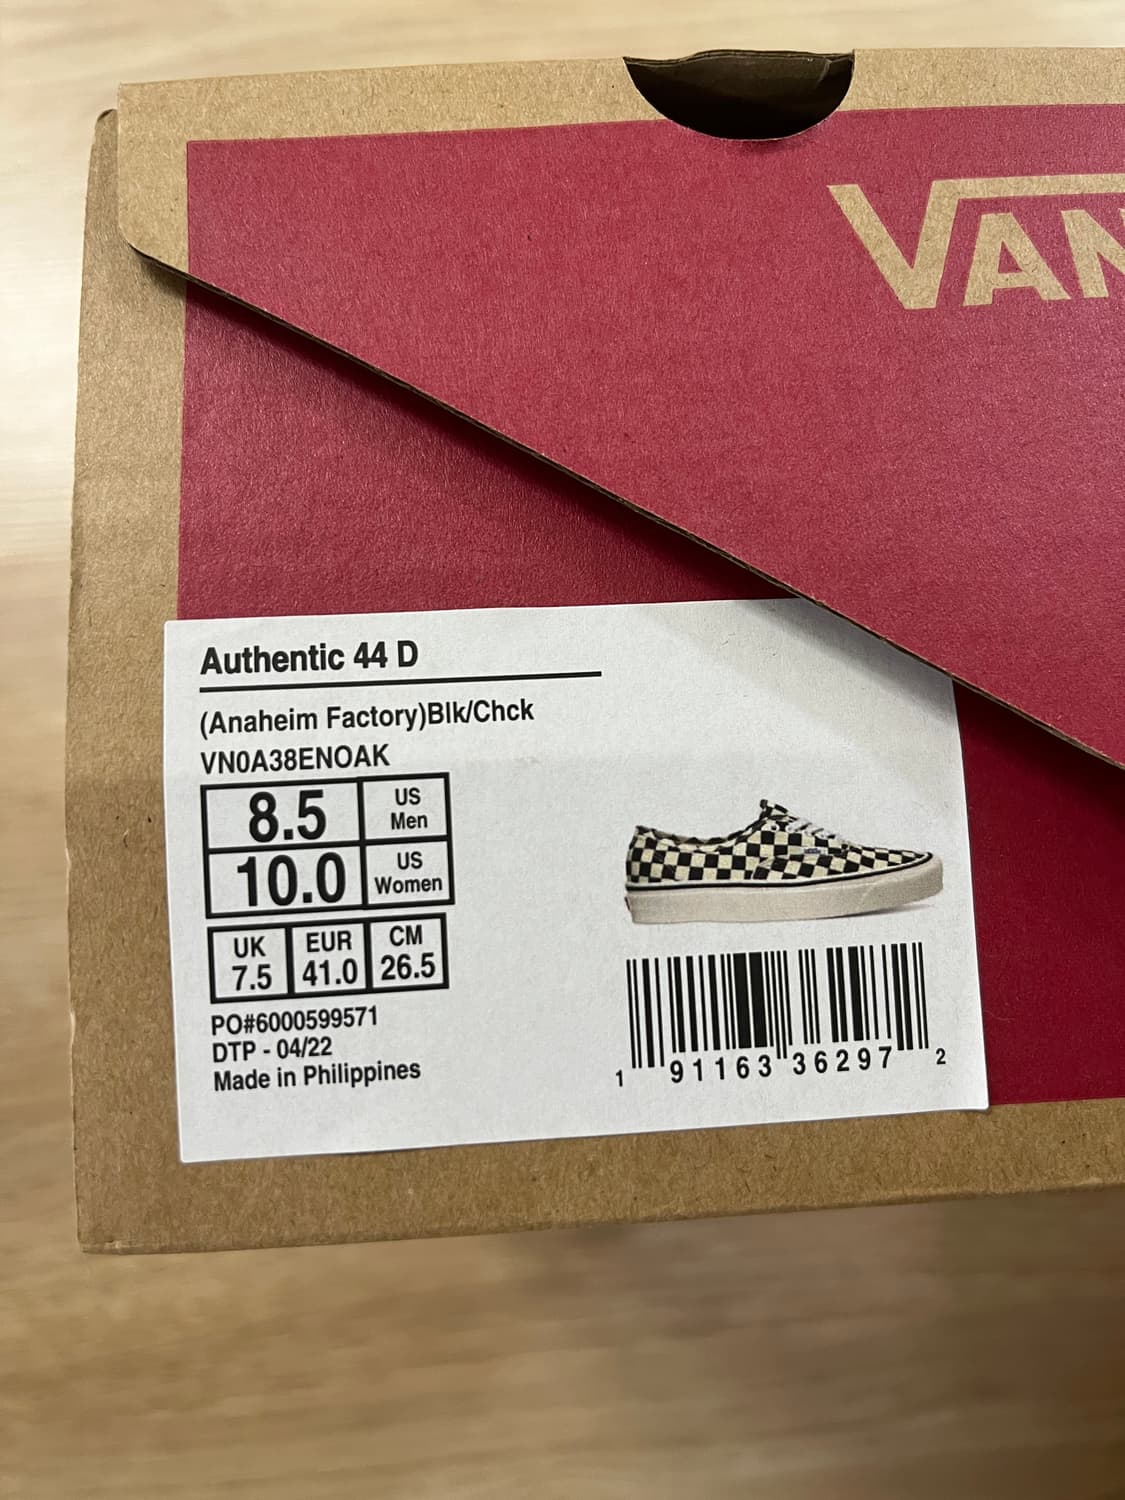 VAN
Authentic 44 D
(Anaheim Factory)Blk/Chck
VN0A38ENOAK
8.5 US Men
10.0 US Women
UK 7.5 EUR 41.0 CM 26.5
PO#6000599571
DTP - 04/22
Made in Philippines
1 91163 36297 2